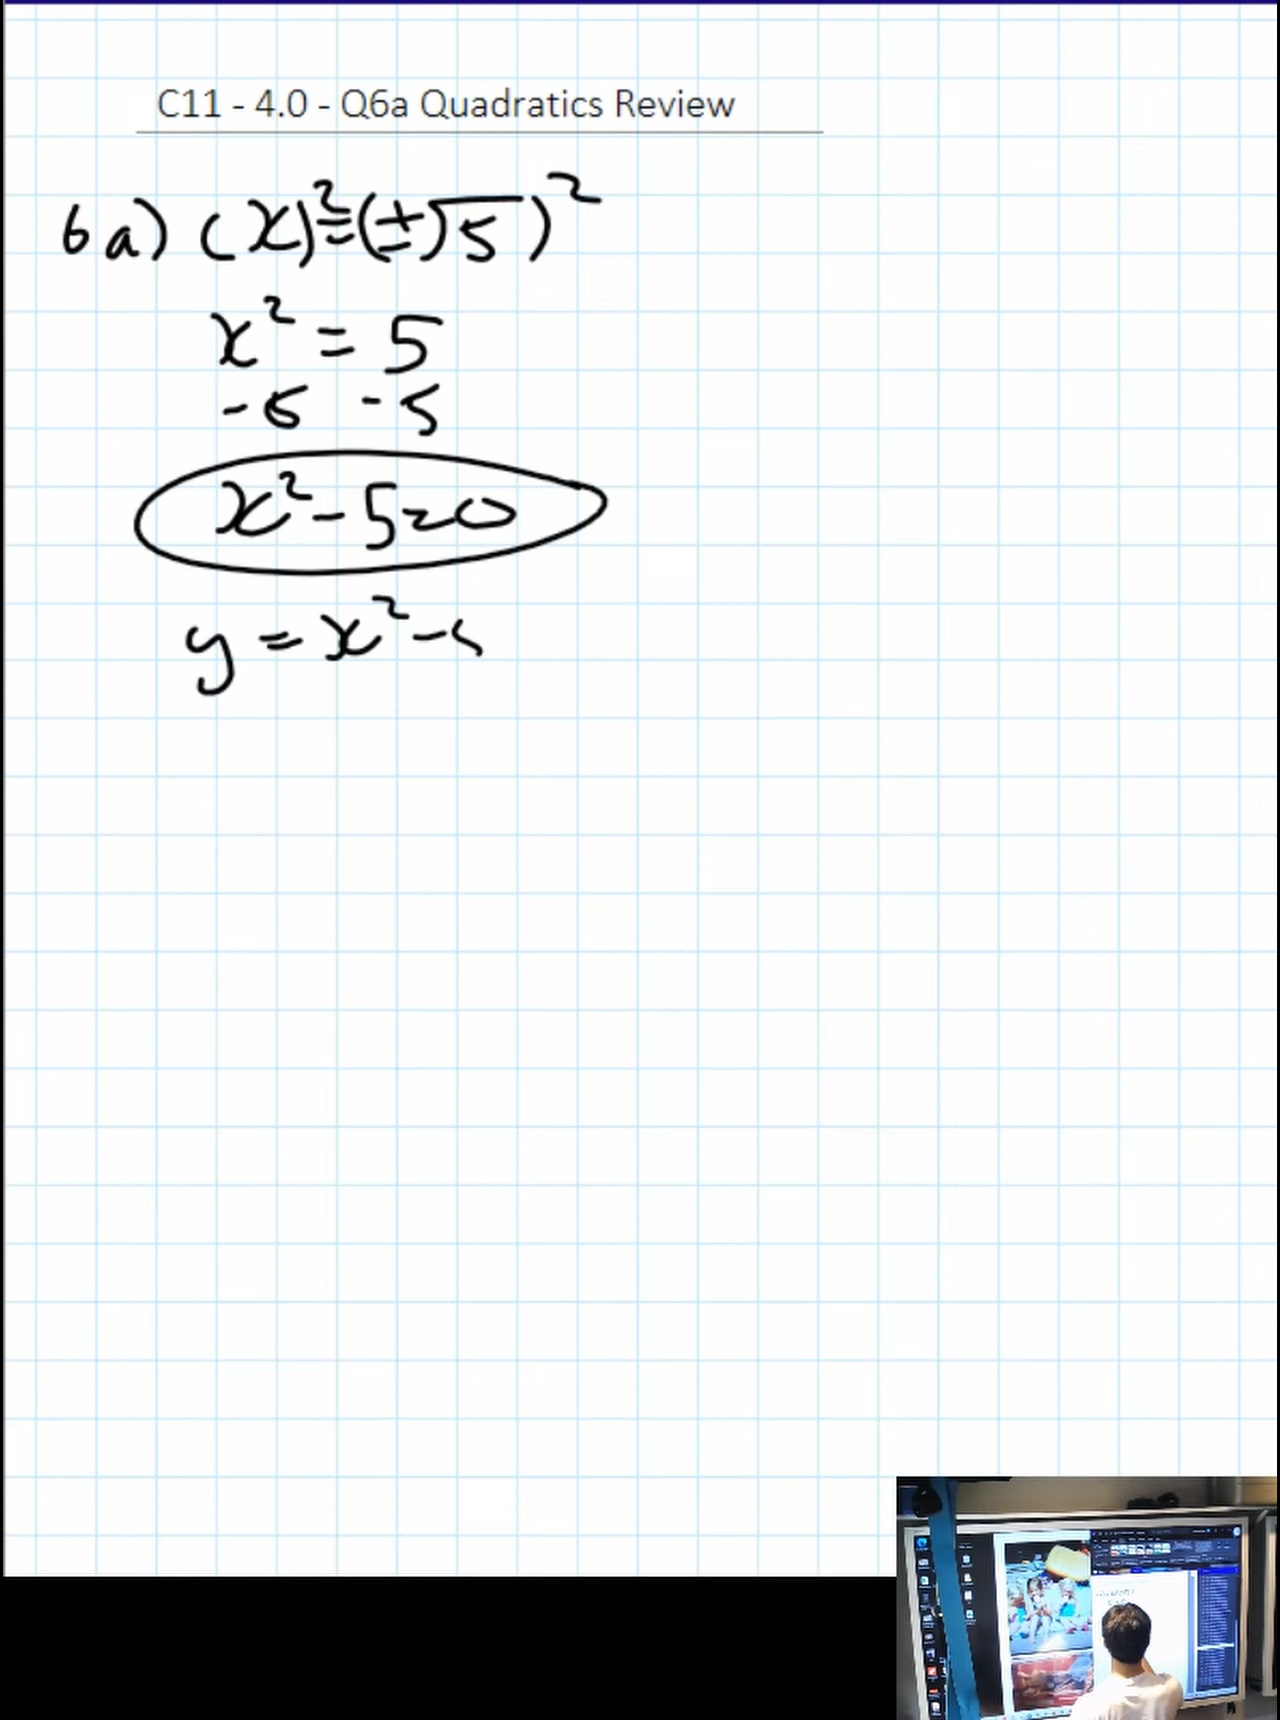 C11 - 4.0 - Q6a Quadratics Review
6a) (x)² = (±√5)²
x² = 5
-5 -5
x² - 5 = 0
y = x² - 5